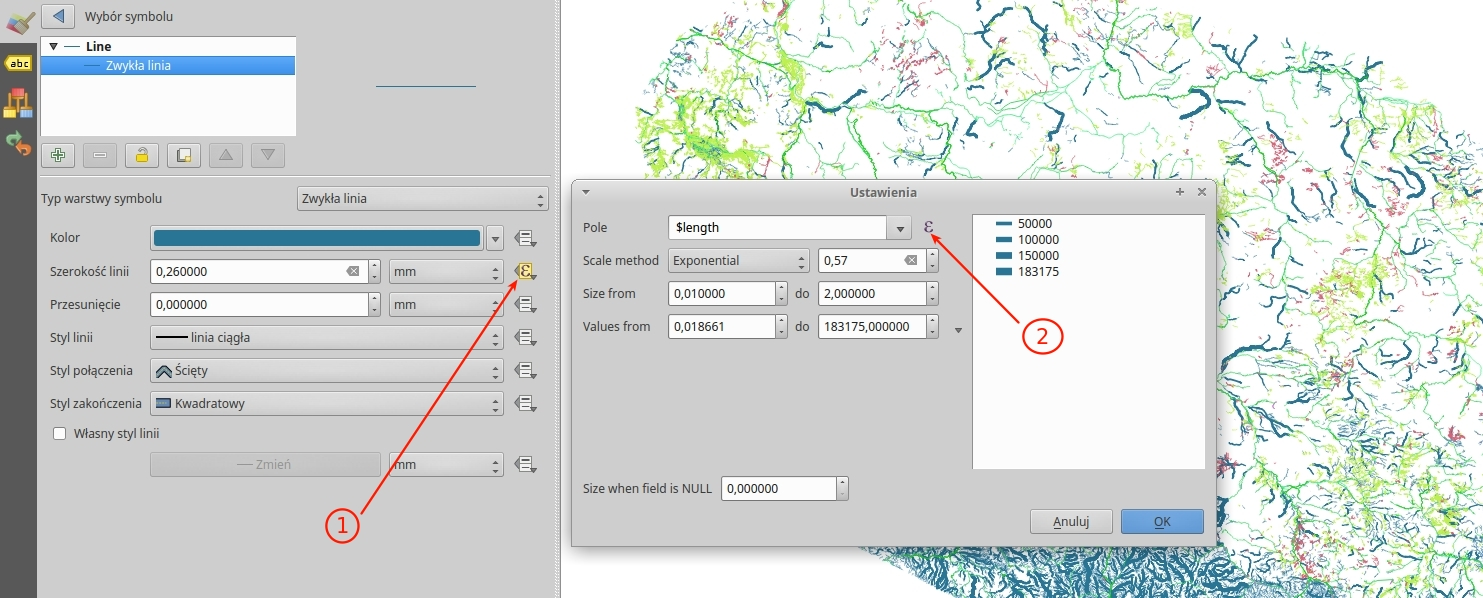 Wybór symbolu
Line
Zwykła linia
abc
Typ warstwy symbolu Zwykła linia
Kolor
Szerokość linii 0,260000 mm
Przesunięcie 0,000000 mm
Styl linii linia ciągła
Styl połączenia Ścięty
Styl zakończenia Kwadratowy
Własny styl linii
Zmień mm
1
Ustawienia
Pole $length ε
Scale method Exponential 0,57
Size from 0,010000 do 2,000000
Values from 0,018661 do 183175,000000
50000
100000
150000
183175
2
Size when field is NULL 0,000000
Anuluj OK